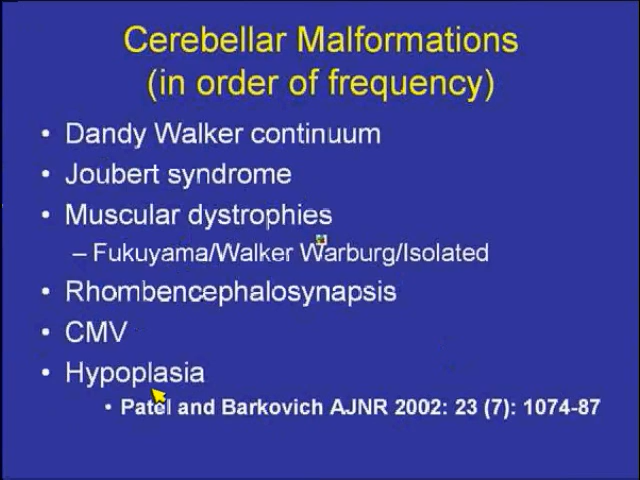 Cerebellar Malformations
(in order of frequency)
• Dandy Walker continuum
• Joubert syndrome
• Muscular dystrophies
– Fukuyama/Walker Warburg/Isolated
• Rhombencephalosynapsis
• CMV
• Hypoplasia
• Patel and Barkovich AJNR 2002: 23 (7): 1074-87